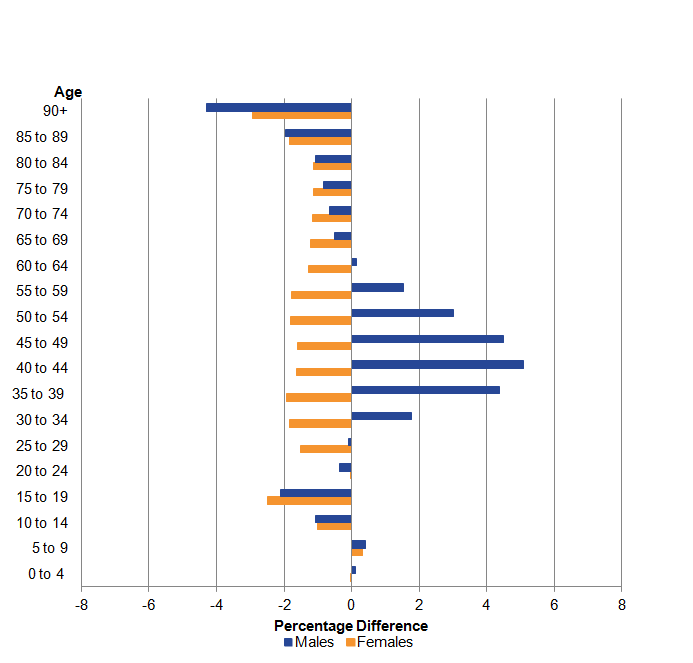 Age
90+
85 to 89
80 to 84
75 to 79
70 to 74
65 to 69
60 to 64
55 to 59
50 to 54
45 to 49
40 to 44
35 to 39
30 to 34
25 to 29
20 to 24
15 to 19
10 to 14
5 to 9
0 to 4
-8 -6 -4 -2 0 2 4 6 8
Percentage Difference
Males Females